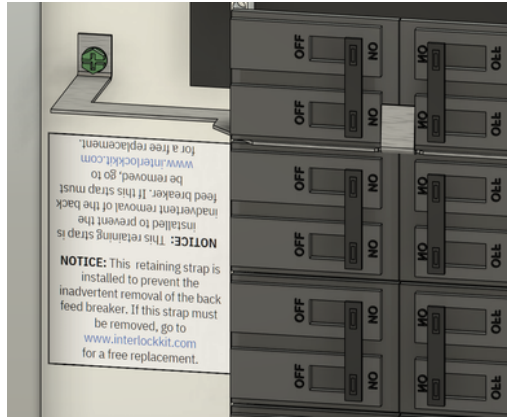 OFF ON
OFF ON
NO OFF
NO OFF
for a free replacement.
www.interlockkit.com
be removed, go to
feed breaker. If this strap must
inadvertent removal of the back
installed to prevent the
NOTICE: This retaining strap is
NOTICE: This retaining strap is
installed to prevent the
inadvertent removal of the back
feed breaker. If this strap must
be removed, go to
www.interlockkit.com
for a free replacement.
OFF ON
OFF ON
OFF ON
OFF ON
ON OFF
ON OFF
ON OFF
ON OFF